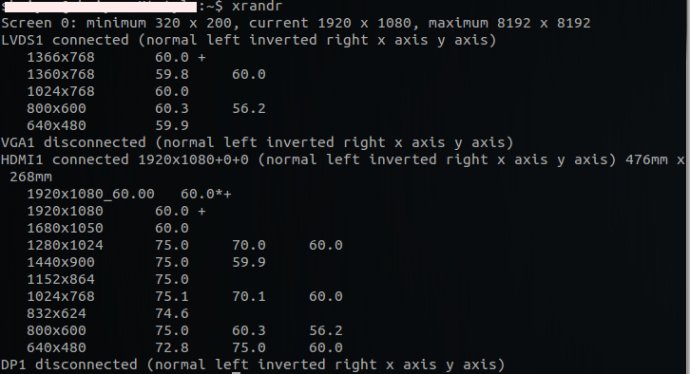 :~$ xrandr
Screen 0: minimum 320 x 200, current 1920 x 1080, maximum 8192 x 8192
LVDS1 connected (normal left inverted right x axis y axis)
   1366x768       60.0 +
   1360x768       59.8     60.0
   1024x768       60.0
   800x600        60.3     56.2
   640x480        59.9
VGA1 disconnected (normal left inverted right x axis y axis)
HDMI1 connected 1920x1080+0+0 (normal left inverted right x axis y axis) 476mm x
 268mm
   1920x1080_60.00   60.0*+
   1920x1080      60.0 +
   1680x1050      60.0
   1280x1024      75.0     70.0     60.0
   1440x900       75.0     59.9
   1152x864       75.0
   1024x768       75.1     70.1     60.0
   832x624        74.6
   800x600        75.0     60.3     56.2
   640x480        72.8     75.0     60.0
DP1 disconnected (normal left inverted right x axis y axis)